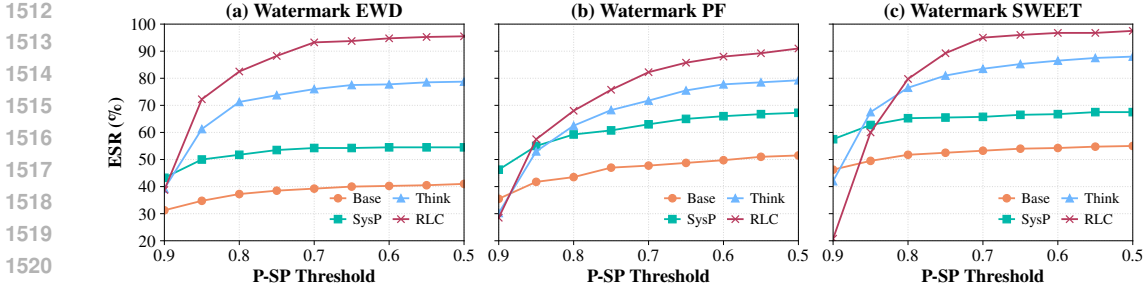 1512
1513
1514
1515
1516
1517
1518
1519
1520
(a) Watermark EWD
(b) Watermark PF
(c) Watermark SWEET
ESR (%)
100
90
80
70
60
50
40
30
20
Base Think
SysP RLC
Base Think
SysP RLC
Base Think
SysP RLC
0.9 0.8 0.7 0.6 0.5
0.9 0.8 0.7 0.6 0.5
0.9 0.8 0.7 0.6 0.5
P-SP Threshold
P-SP Threshold
P-SP Threshold